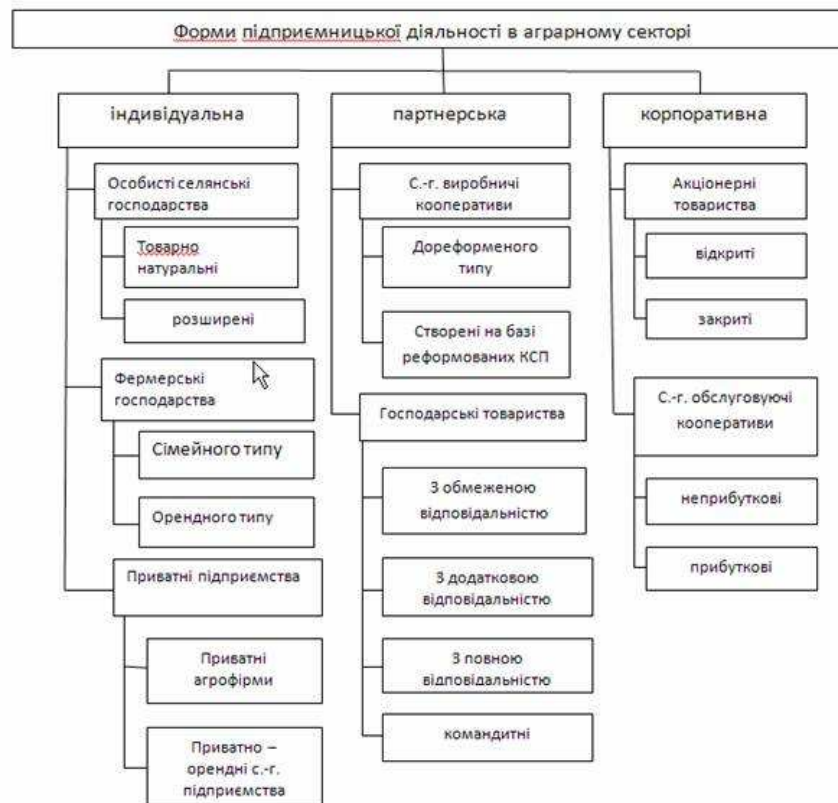 Форми підприємницької діяльності в аграрному секторі
індивідуальна
Особисті селянські
господарства
Товарно
натуральні
розширені
Фермерські
господарства
Сімейного типу
Орендного типу
Приватні підприємства
Приватні
агрофірми
Приватно –
орендні с.-г.
підприємства
партнерська
С.-г. виробничі
кооперативи
Дореформеного
типу
Створені на базі
реформованих КСП
Господарські товариства
З обмеженою
відповідальністю
З додатковою
відповідальністю
З повною
відповідальністю
командитні
корпоративна
Акціонерні
товариства
відкриті
закриті
С.-г. обслуговуючі
кооперативи
неприбуткові
прибуткові